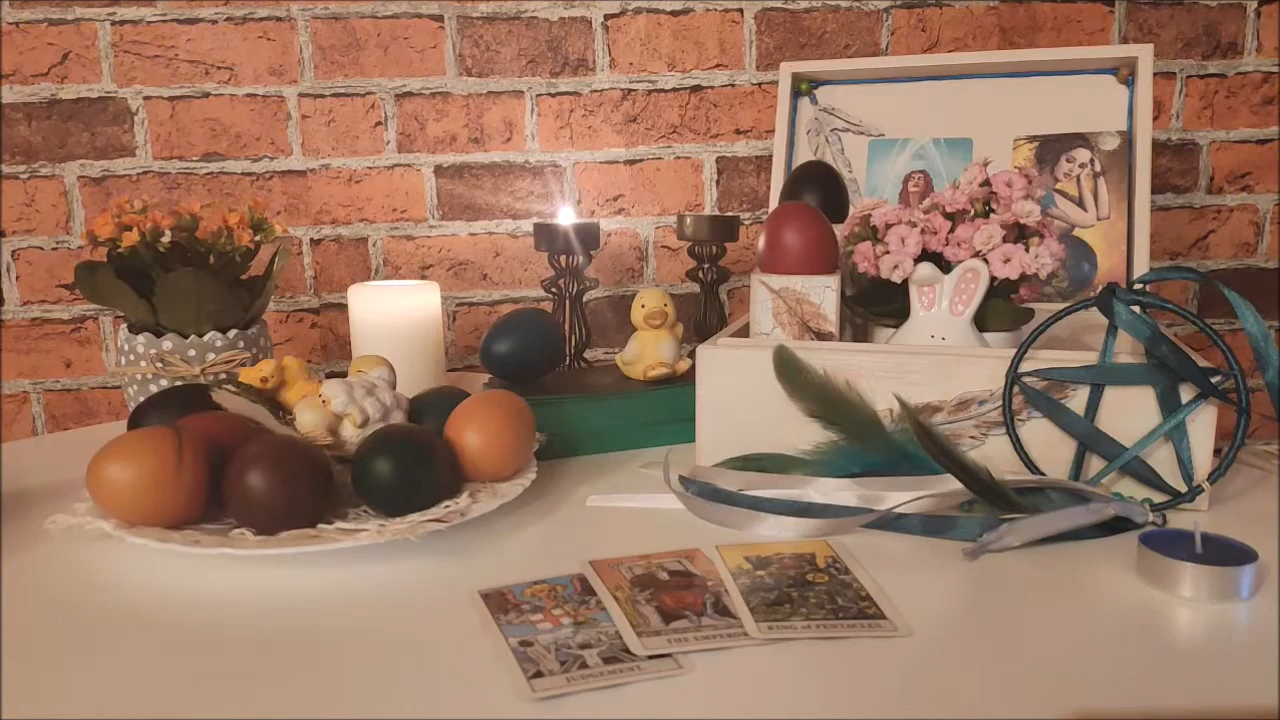 JUDGEMENT.
THE EMPEROR
KING of PENTACLES.